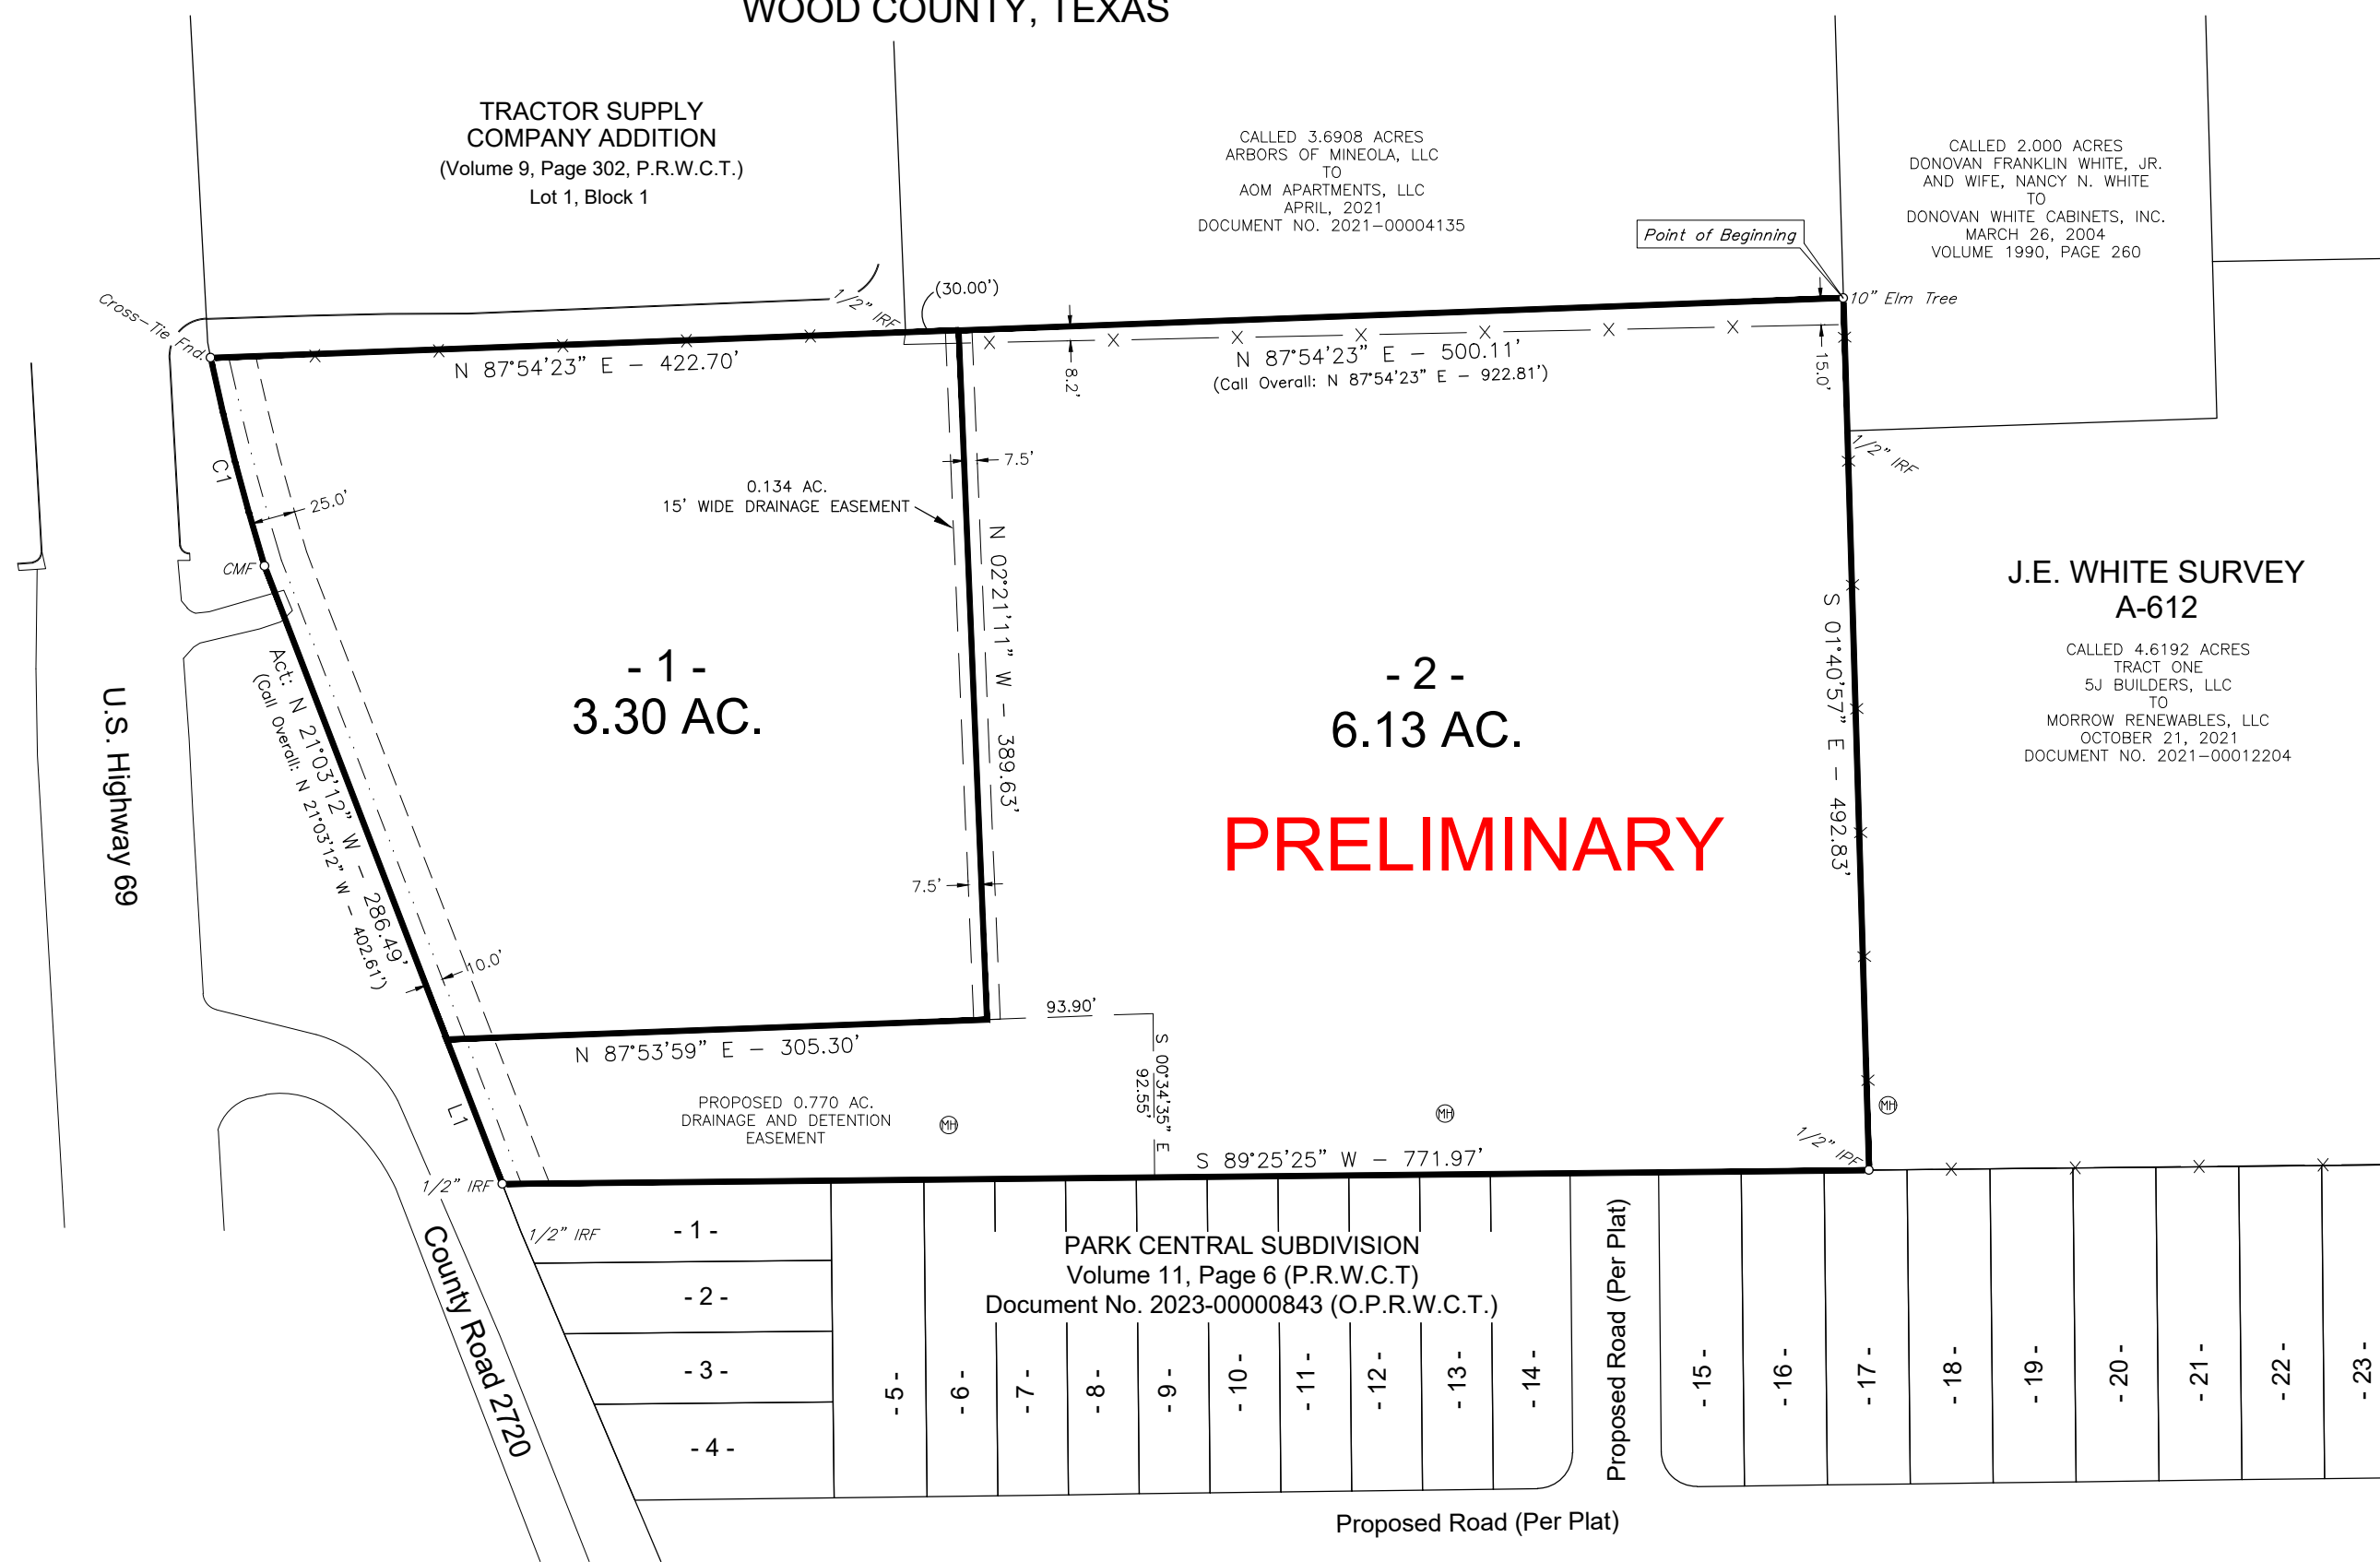 WOOD COUNTY, TEXAS
TRACTOR SUPPLY
COMPANY ADDITION
(Volume 9, Page 302, P.R.W.C.T.)
Lot 1, Block 1
CALLED 3.6908 ACRES
ARBORS OF MINEOLA, LLC
TO
AOM APARTMENTS, LLC
APRIL, 2021
DOCUMENT NO. 2021-00004135
CALLED 2.000 ACRES
DONOVAN FRANKLIN WHITE, JR.
AND WIFE, NANCY N. WHITE
TO
DONOVAN WHITE CABINETS, INC.
MARCH 26, 2004
VOLUME 1990, PAGE 260
Point of Beginning
10" Elm Tree
Cross-Tie Fnd.
1/2" IRF
(30.00')
N 87°54'23" E - 422.70'
N 87°54'23" E - 500.11'
(Call Overall: N 87°54'23" E - 922.81')
8.2'
15.0'
1/2" IRF
C1
25.0'
CMF
7.5'
0.134 AC.
15' WIDE DRAINAGE EASEMENT
N 02°21'11" W - 389.63'
S 01°40'57" E - 492.83'
J.E. WHITE SURVEY
A-612
CALLED 4.6192 ACRES
TRACT ONE
5J BUILDERS, LLC
TO
MORROW RENEWABLES, LLC
OCTOBER 21, 2021
DOCUMENT NO. 2021-00012204
- 1 -
3.30 AC.
- 2 -
6.13 AC.
PRELIMINARY
U.S. Highway 69
Act: N 21°03'12" W - 286.49'
(Call Overall: N 21°03'12" W - 402.61')
7.5'
10.0'
93.90'
S 00°34'35" E
92.55'
N 87°53'59" E - 305.30'
L1
PROPOSED 0.770 AC.
DRAINAGE AND DETENTION
EASEMENT
MH
MH
MH
S 89°25'25" W - 771.97'
1/2" IPF
1/2" IRF
1/2" IRF
County Road 2720
- 1 -
- 2 -
- 3 -
- 4 -
PARK CENTRAL SUBDIVISION
Volume 11, Page 6 (P.R.W.C.T)
Document No. 2023-00000843 (O.P.R.W.C.T.)
- 5 -
- 6 -
- 7 -
- 8 -
- 9 -
- 10 -
- 11 -
- 12 -
- 13 -
- 14 -
Proposed Road (Per Plat)
- 15 -
- 16 -
- 17 -
- 18 -
- 19 -
- 20 -
- 21 -
- 22 -
- 23 -
Proposed Road (Per Plat)